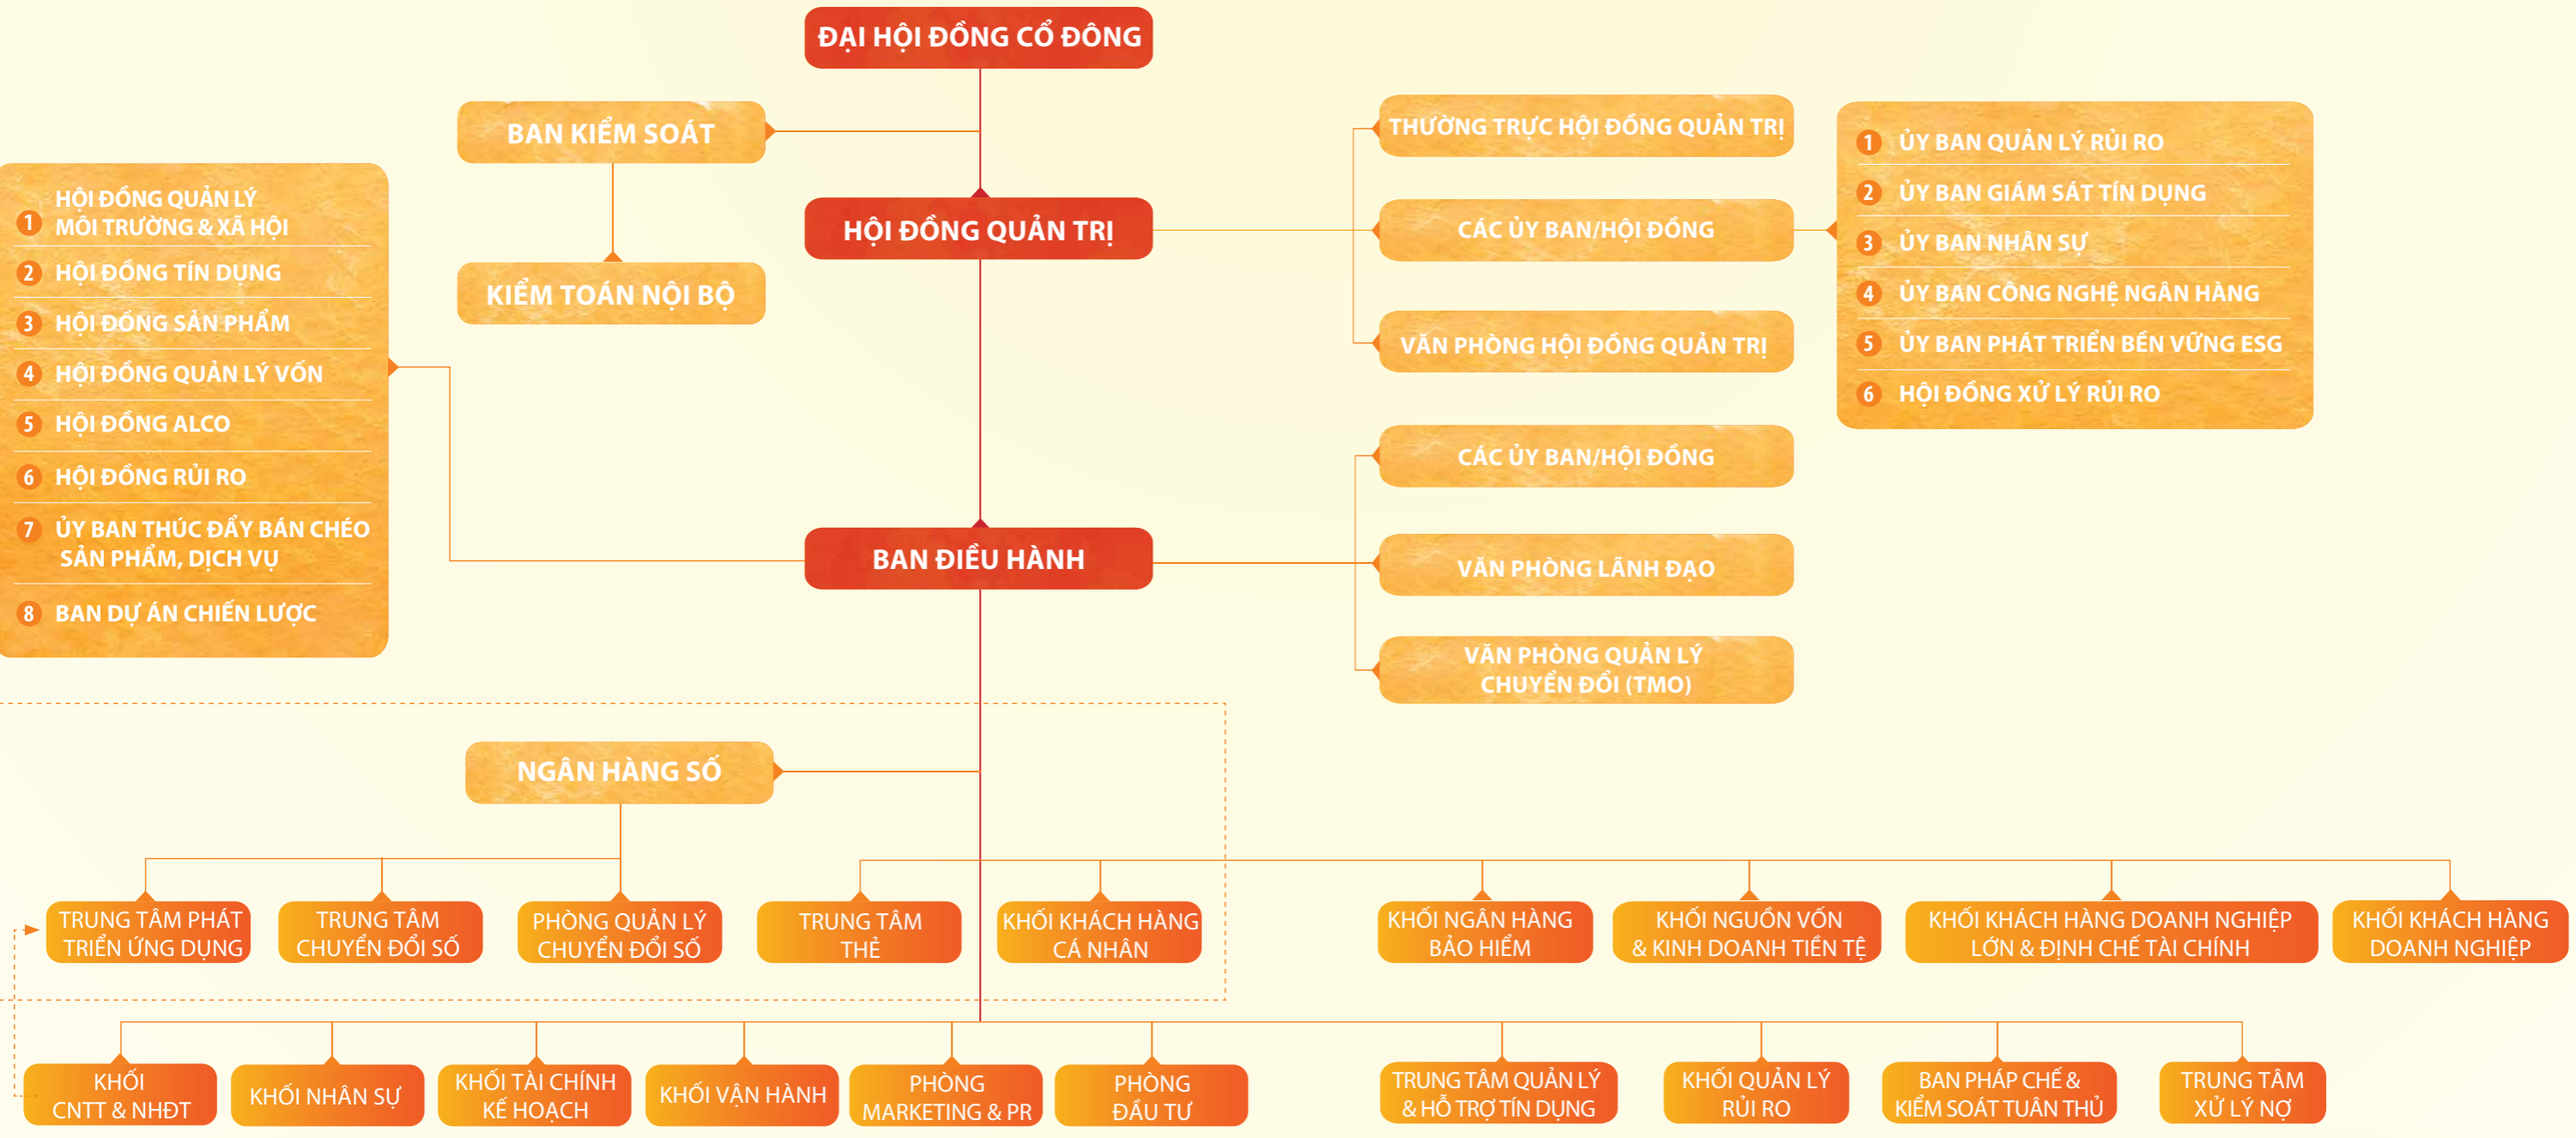 ĐẠI HỘI ĐỒNG CỔ ĐÔNG
BAN KIỂM SOÁT
KIỂM TOÁN NỘI BỘ
HỘI ĐỒNG QUẢN TRỊ
THƯỜNG TRỰC HỘI ĐỒNG QUẢN TRỊ
CÁC ỦY BAN/HỘI ĐỒNG
VĂN PHÒNG HỘI ĐỒNG QUẢN TRỊ
1 ỦY BAN QUẢN LÝ RỦI RO
2 ỦY BAN GIÁM SÁT TÍN DỤNG
3 ỦY BAN NHÂN SỰ
4 ỦY BAN CÔNG NGHỆ NGÂN HÀNG
5 ỦY BAN PHÁT TRIỂN BỀN VỮNG ESG
6 HỘI ĐỒNG XỬ LÝ RỦI RO
1 HỘI ĐỒNG QUẢN LÝ
MÔI TRƯỜNG & XÃ HỘI
2 HỘI ĐỒNG TÍN DỤNG
3 HỘI ĐỒNG SẢN PHẨM
4 HỘI ĐỒNG QUẢN LÝ VỐN
5 HỘI ĐỒNG ALCO
6 HỘI ĐỒNG RỦI RO
7 ỦY BAN THÚC ĐẨY BÁN CHÉO
SẢN PHẨM, DỊCH VỤ
8 BAN DỰ ÁN CHIẾN LƯỢC
BAN ĐIỀU HÀNH
CÁC ỦY BAN/HỘI ĐỒNG
VĂN PHÒNG LÃNH ĐẠO
VĂN PHÒNG QUẢN LÝ
CHUYỂN ĐỔI (TMO)
NGÂN HÀNG SỐ
TRUNG TÂM PHÁT
TRIỂN ỨNG DỤNG
TRUNG TÂM
CHUYỂN ĐỔI SỐ
PHÒNG QUẢN LÝ
CHUYỂN ĐỔI SỐ
TRUNG TÂM
THẺ
KHỐI KHÁCH HÀNG
CÁ NHÂN
KHỐI NGÂN HÀNG
BẢO HIỂM
KHỐI NGUỒN VỐN
& KINH DOANH TIỀN TỆ
KHỐI KHÁCH HÀNG DOANH NGHIỆP
LỚN & ĐỊNH CHẾ TÀI CHÍNH
KHỐI KHÁCH HÀNG
DOANH NGHIỆP
KHỐI
CNTT & NHĐT
KHỐI NHÂN SỰ
KHỐI TÀI CHÍNH
KẾ HOẠCH
KHỐI VẬN HÀNH
PHÒNG
MARKETING & PR
PHÒNG
ĐẦU TƯ
TRUNG TÂM QUẢN LÝ
& HỖ TRỢ TÍN DỤNG
KHỐI QUẢN LÝ
RỦI RO
BAN PHÁP CHẾ &
KIỂM SOÁT TUÂN THỦ
TRUNG TÂM
XỬ LÝ NỢ